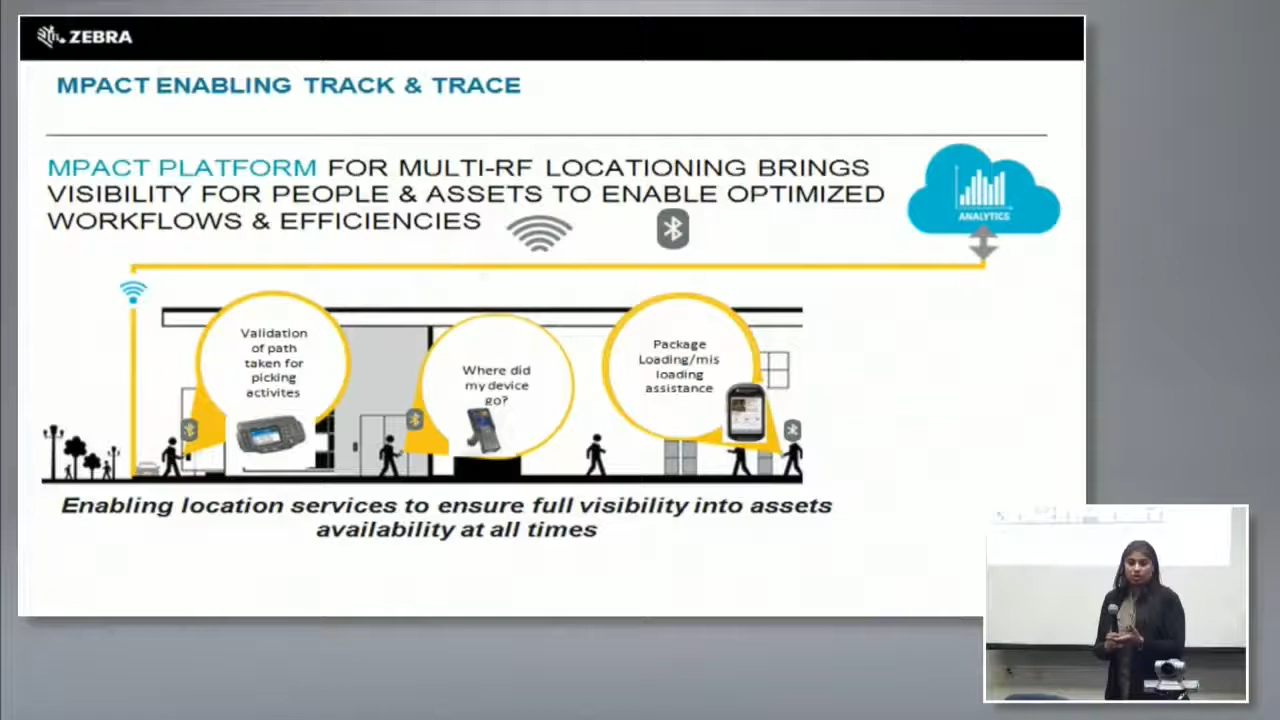 ZEBRA
MPACT ENABLING TRACK & TRACE
MPACT PLATFORM FOR MULTI-RF LOCATIONING BRINGS
VISIBILITY FOR PEOPLE & ASSETS TO ENABLE OPTIMIZED
WORKFLOWS & EFFICIENCIES
ANALYTICS
Validation
of path
taken for
picking
activites
Where did
my device
go?
Package
Loading/mis
loading
assistance
Enabling location services to ensure full visibility into assets
availability at all times